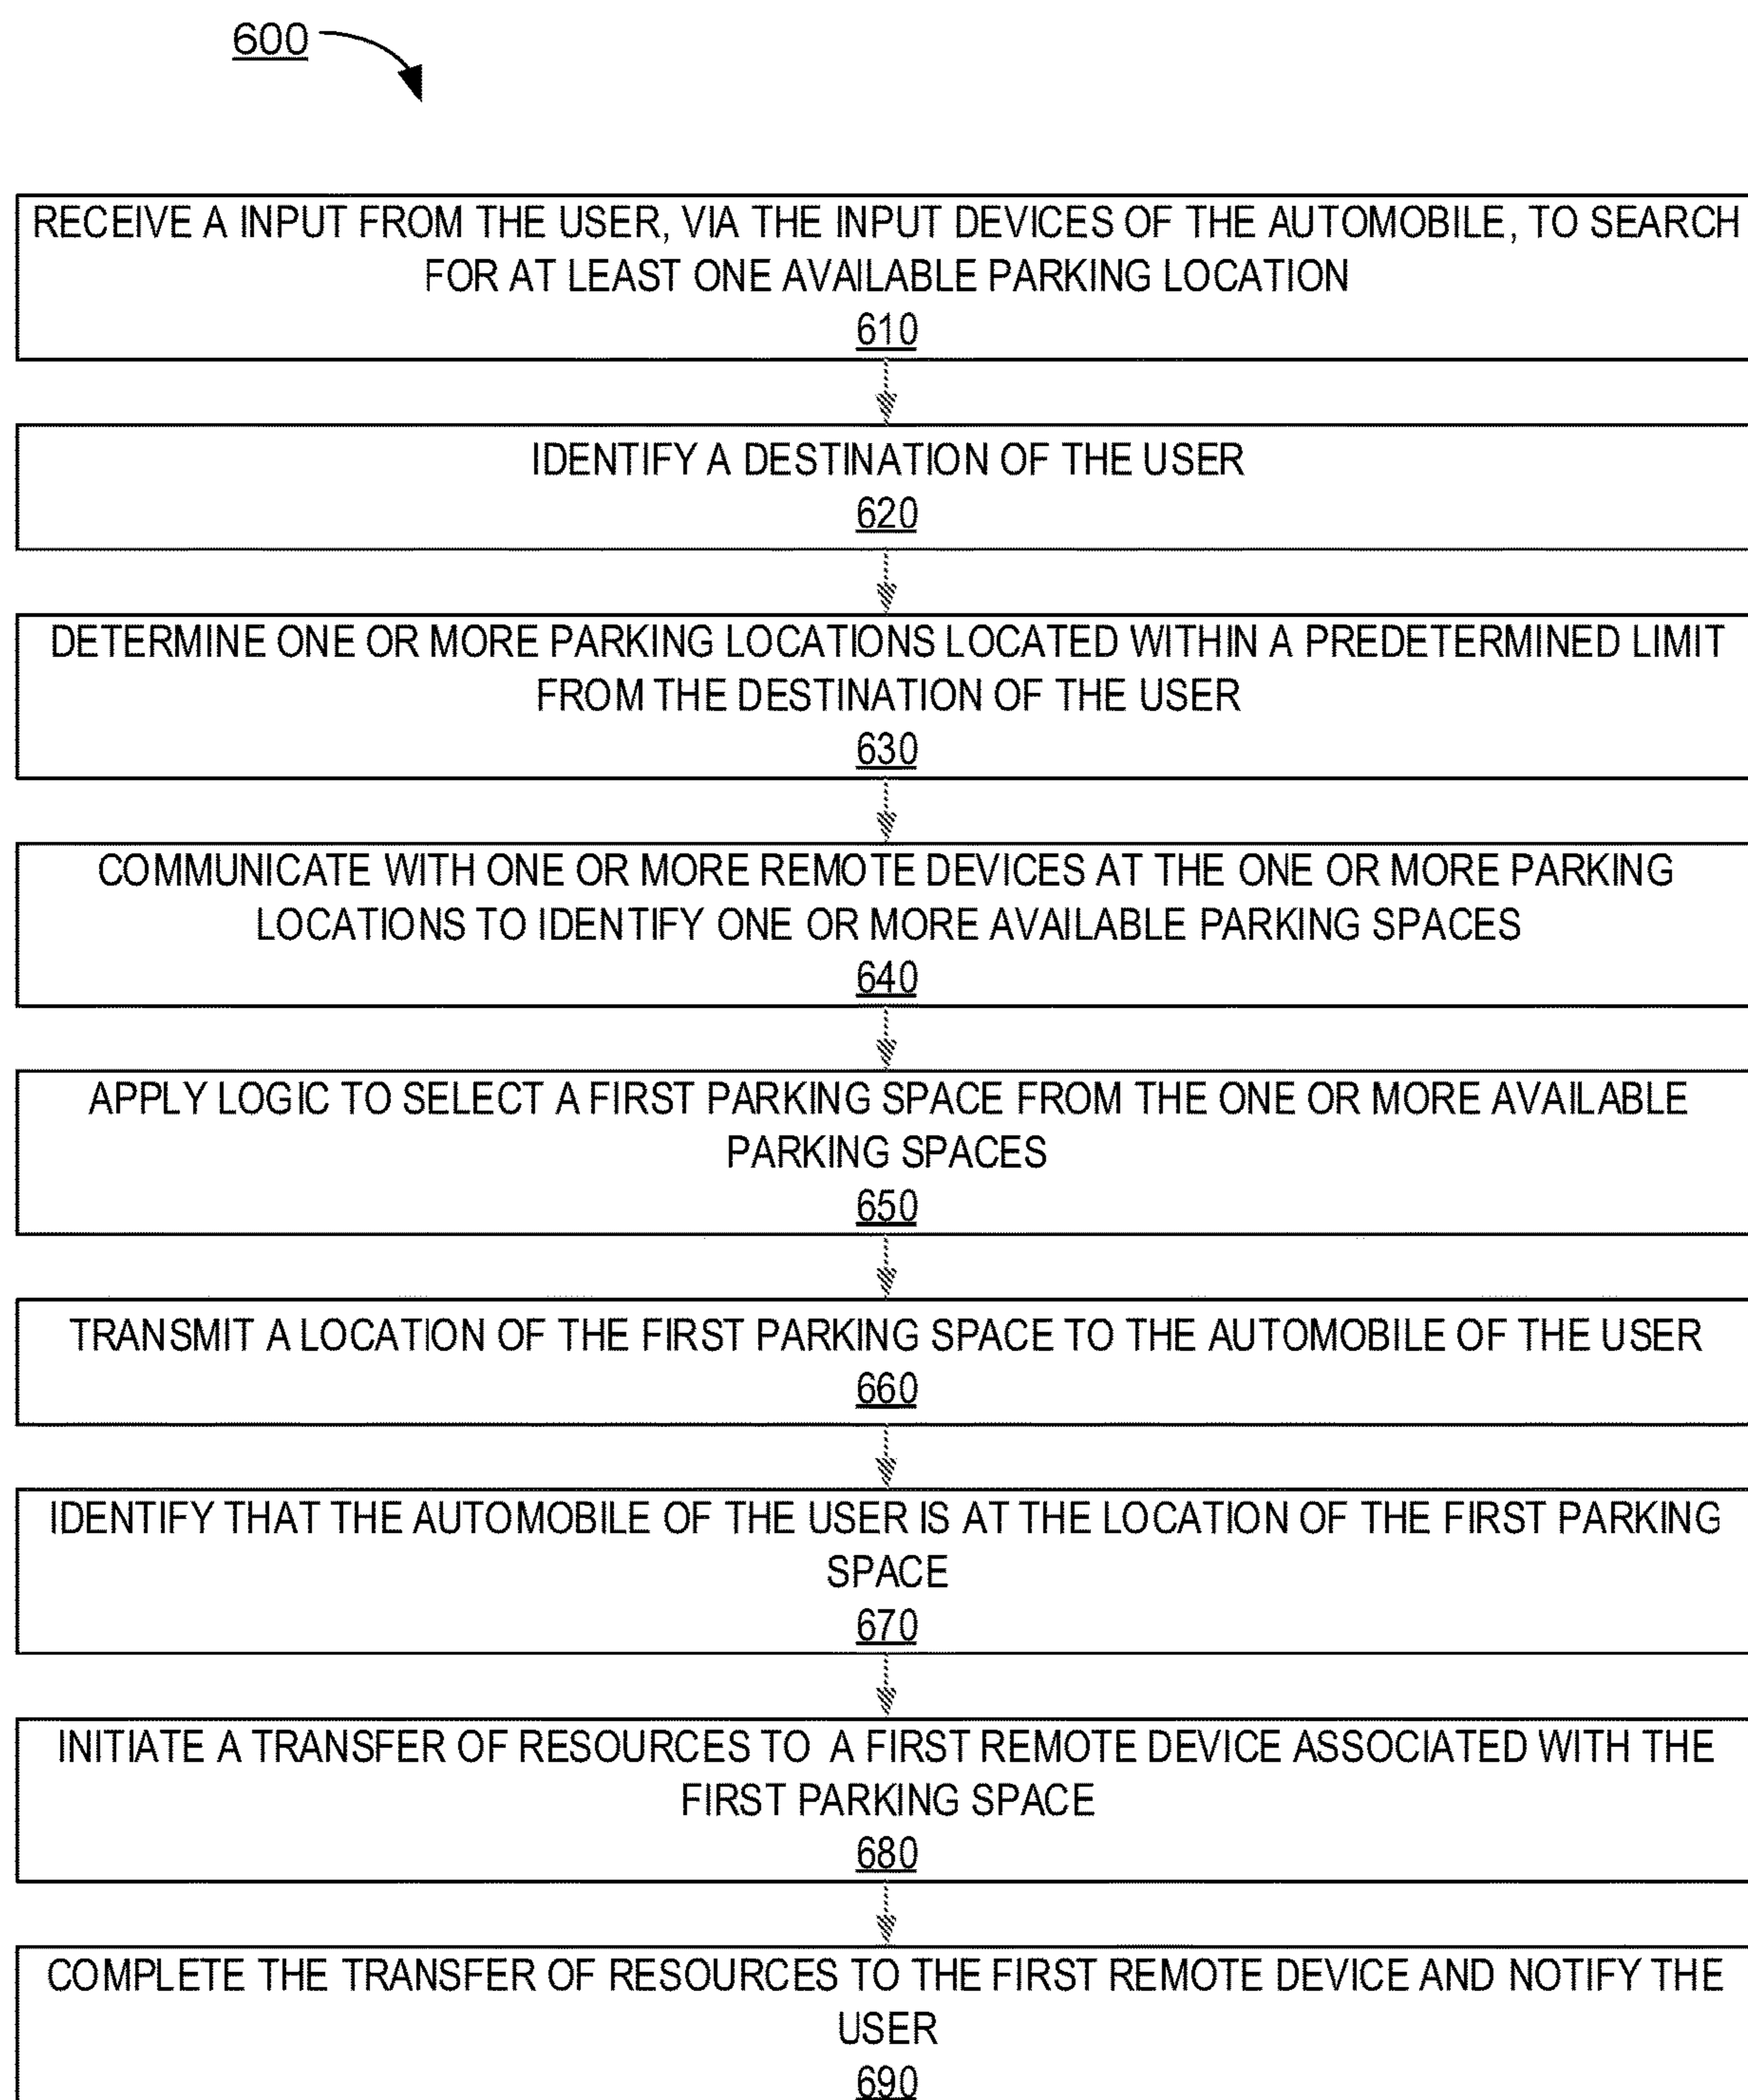 600
RECEIVE A INPUT FROM THE USER, VIA THE INPUT DEVICES OF THE AUTOMOBILE, TO SEARCH
FOR AT LEAST ONE AVAILABLE PARKING LOCATION
610
IDENTIFY A DESTINATION OF THE USER
620
DETERMINE ONE OR MORE PARKING LOCATIONS LOCATED WITHIN A PREDETERMINED LIMIT
FROM THE DESTINATION OF THE USER
630
COMMUNICATE WITH ONE OR MORE REMOTE DEVICES AT THE ONE OR MORE PARKING
LOCATIONS TO IDENTIFY ONE OR MORE AVAILABLE PARKING SPACES
640
APPLY LOGIC TO SELECT A FIRST PARKING SPACE FROM THE ONE OR MORE AVAILABLE
PARKING SPACES
650
TRANSMIT A LOCATION OF THE FIRST PARKING SPACE TO THE AUTOMOBILE OF THE USER
660
IDENTIFY THAT THE AUTOMOBILE OF THE USER IS AT THE LOCATION OF THE FIRST PARKING
SPACE
670
INITIATE A TRANSFER OF RESOURCES TO A FIRST REMOTE DEVICE ASSOCIATED WITH THE
FIRST PARKING SPACE
680
COMPLETE THE TRANSFER OF RESOURCES TO THE FIRST REMOTE DEVICE AND NOTIFY THE
USER
690